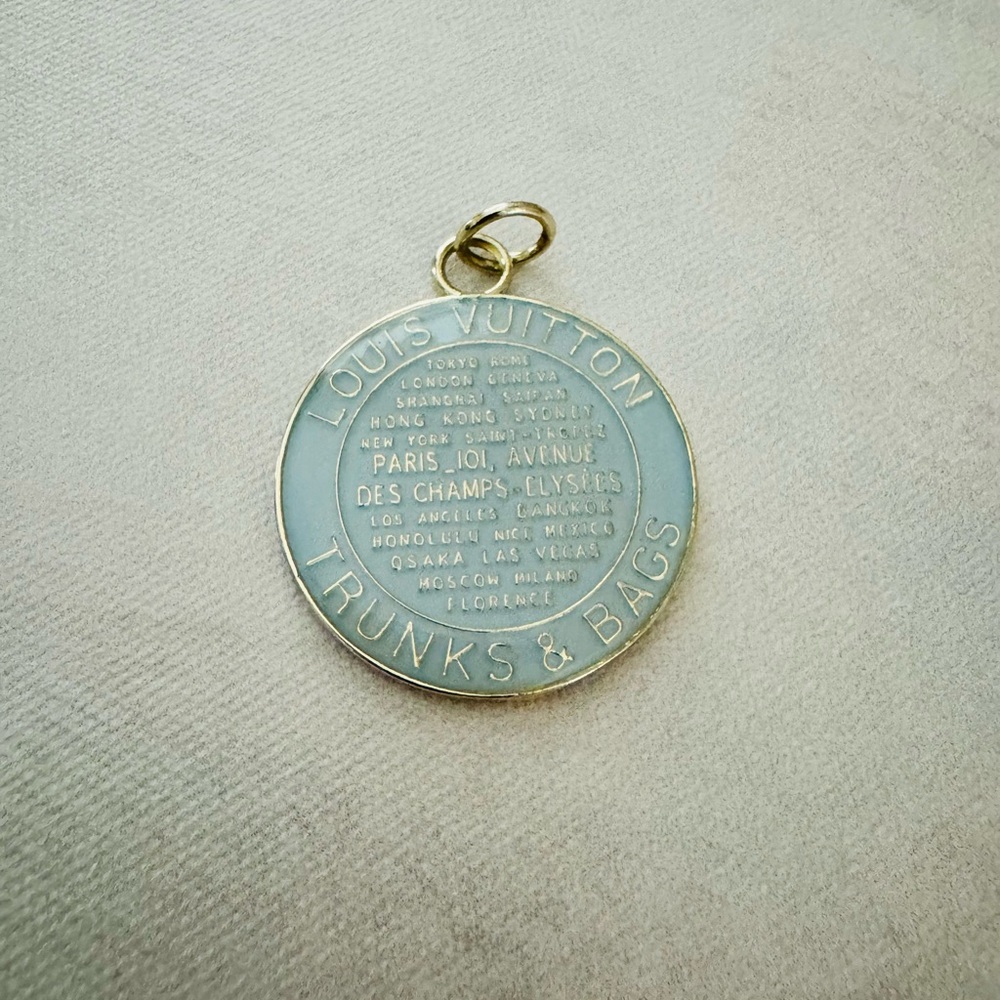 LOUIS VUITTON
TOKYO ROME
LONDON GENEVA
SHANGHAI SAIPAN
HONG KONG SYDNEY
NEW YORK SAINT-TROPEZ
PARIS_101, AVENUE
DES CHAMPS-ELYSÉES
LOS ANGELES BANGKOK
HONOLULU NICE MEXICO
OSAKA LAS VEGAS
MOSCOW MILANO
FLORENCE
TRUNKS & BAGS